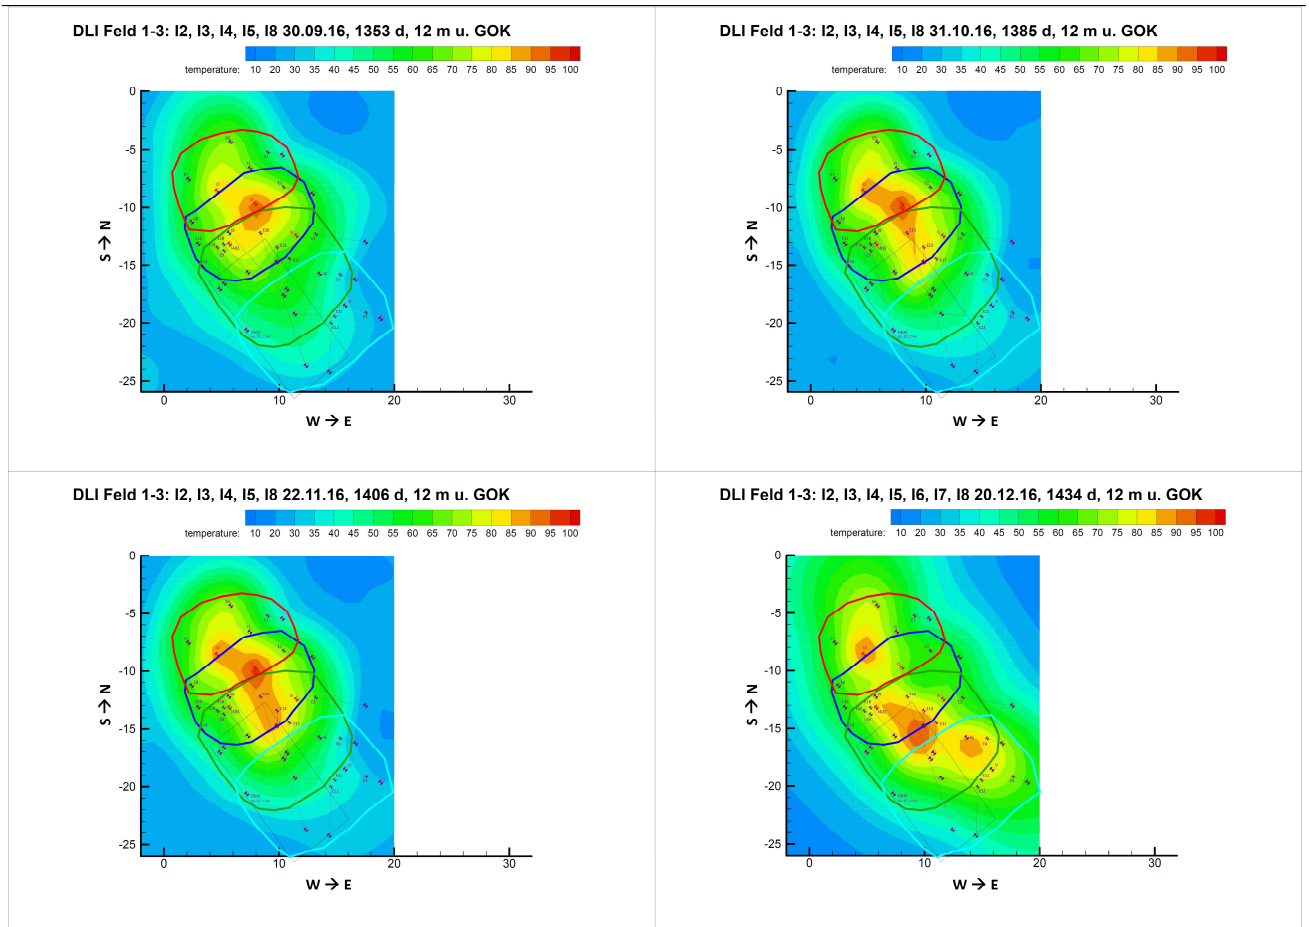 DLI Feld 1-3: I2, I3, I4, I5, I8 30.09.16, 1353 d, 12 m u. GOK
temperature: 10 20 30 35 40 45 50 55 60 65 70 75 80 85 90 95 100
0
-5
-10
-15
-20
-25
S → N
0 10 20 30
W → E
DLI Feld 1-3: I2, I3, I4, I5, I8 31.10.16, 1385 d, 12 m u. GOK
temperature: 10 20 30 35 40 45 50 55 60 65 70 75 80 85 90 95 100
0
-5
-10
-15
-20
-25
S → N
0 10 20 30
W → E
DLI Feld 1-3: I2, I3, I4, I5, I8 22.11.16, 1406 d, 12 m u. GOK
temperature: 10 20 30 35 40 45 50 55 60 65 70 75 80 85 90 95 100
0
-5
-10
-15
-20
-25
S → N
0 10 20 30
W → E
DLI Feld 1-3: I2, I3, I4, I5, I6, I7, I8 20.12.16, 1434 d, 12 m u. GOK
temperature: 10 20 30 35 40 45 50 55 60 65 70 75 80 85 90 95 100
0
-5
-10
-15
-20
-25
S → N
0 10 20 30
W → E